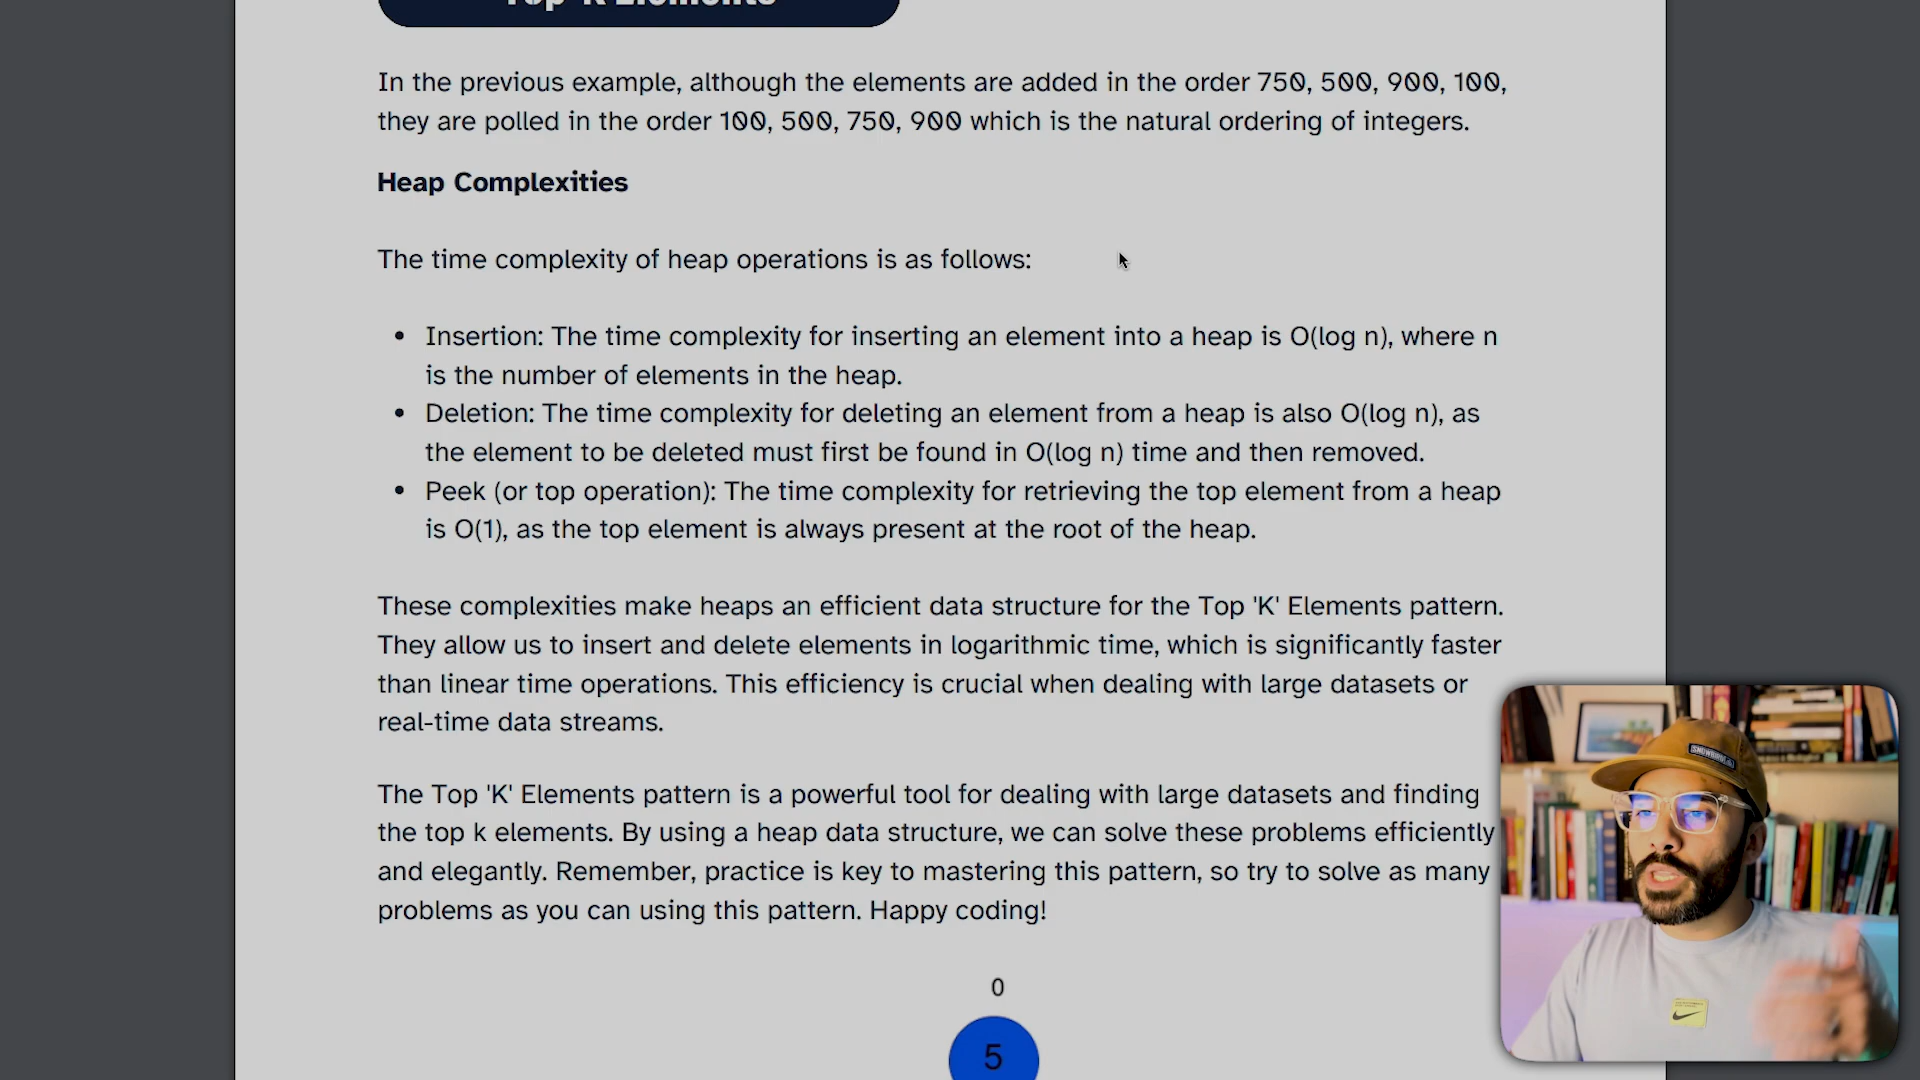 Top 'K' Elements
In the previous example, although the elements are added in the order 750, 500, 900, 100,
they are polled in the order 100, 500, 750, 900 which is the natural ordering of integers.
Heap Complexities
The time complexity of heap operations is as follows:
• Insertion: The time complexity for inserting an element into a heap is O(log n), where n
is the number of elements in the heap.
• Deletion: The time complexity for deleting an element from a heap is also O(log n), as
the element to be deleted must first be found in O(log n) time and then removed.
• Peek (or top operation): The time complexity for retrieving the top element from a heap
is O(1), as the top element is always present at the root of the heap.
These complexities make heaps an efficient data structure for the Top 'K' Elements pattern.
They allow us to insert and delete elements in logarithmic time, which is significantly faster
than linear time operations. This efficiency is crucial when dealing with large datasets or
real-time data streams.
The Top 'K' Elements pattern is a powerful tool for dealing with large datasets and finding
the top k elements. By using a heap data structure, we can solve these problems efficiently
and elegantly. Remember, practice is key to mastering this pattern, so try to solve as many
problems as you can using this pattern. Happy coding!
0
5